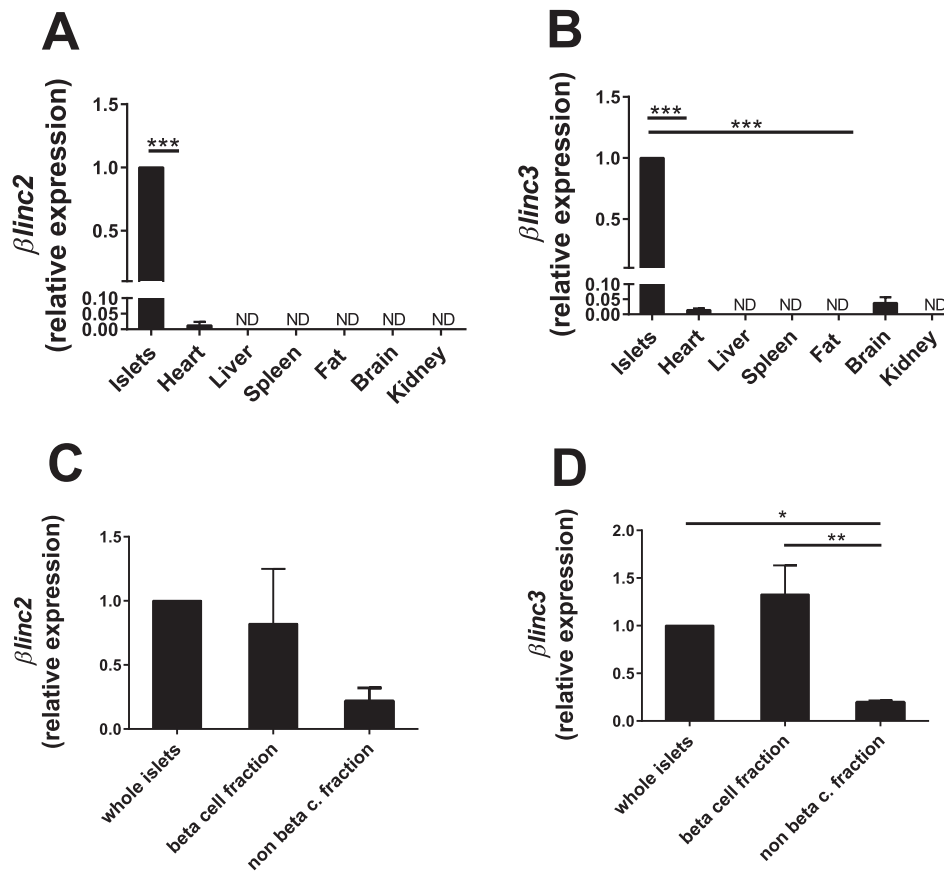 A
βlinc2
(relative expression)
1.5
1.0
0.5
0.10
0.05
0.00
***
ND ND ND ND ND
Islets Heart Liver Spleen Fat Brain Kidney
B
βlinc3
(relative expression)
1.5
1.0
0.5
0.10
0.05
0.00
***
***
ND ND ND ND
Islets Heart Liver Spleen Fat Brain Kidney
C
βlinc2
(relative expression)
1.5
1.0
0.5
0.0
whole islets
beta cell fraction
non beta c. fraction
D
βlinc3
(relative expression)
2.0
1.5
1.0
0.5
0.0
*
**
whole islets
beta cell fraction
non beta c. fraction